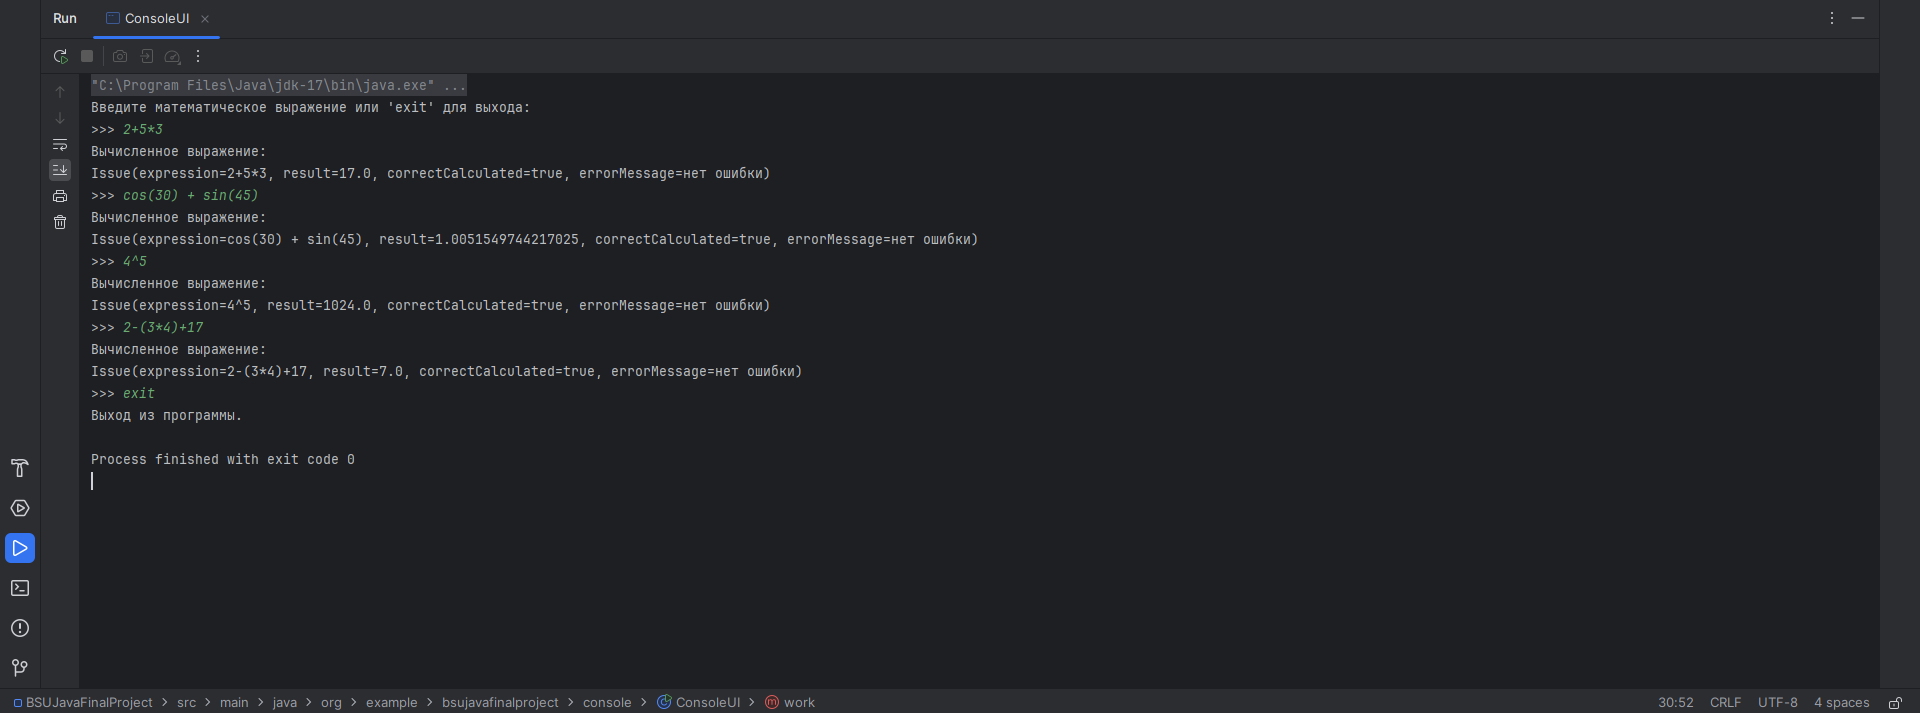 Run ConsoleUI
"C:\Program Files\Java\jdk-17\bin\java.exe" ...
Введите математическое выражение или 'exit' для выхода:
>>> 2+5*3
Вычисленное выражение:
Issue(expression=2+5*3, result=17.0, correctCalculated=true, errorMessage=нет ошибки)
>>> cos(30) + sin(45)
Вычисленное выражение:
Issue(expression=cos(30) + sin(45), result=1.0051549744217025, correctCalculated=true, errorMessage=нет ошибки)
>>> 4^5
Вычисленное выражение:
Issue(expression=4^5, result=1024.0, correctCalculated=true, errorMessage=нет ошибки)
>>> 2-(3*4)+17
Вычисленное выражение:
Issue(expression=2-(3*4)+17, result=7.0, correctCalculated=true, errorMessage=нет ошибки)
>>> exit
Выход из программы.
Process finished with exit code 0
BSUJavaFinalProject > src > main > java > org > example > bsujavafinalproject > console > ConsoleUI > m work 30:52 CRLF UTF-8 4 spaces